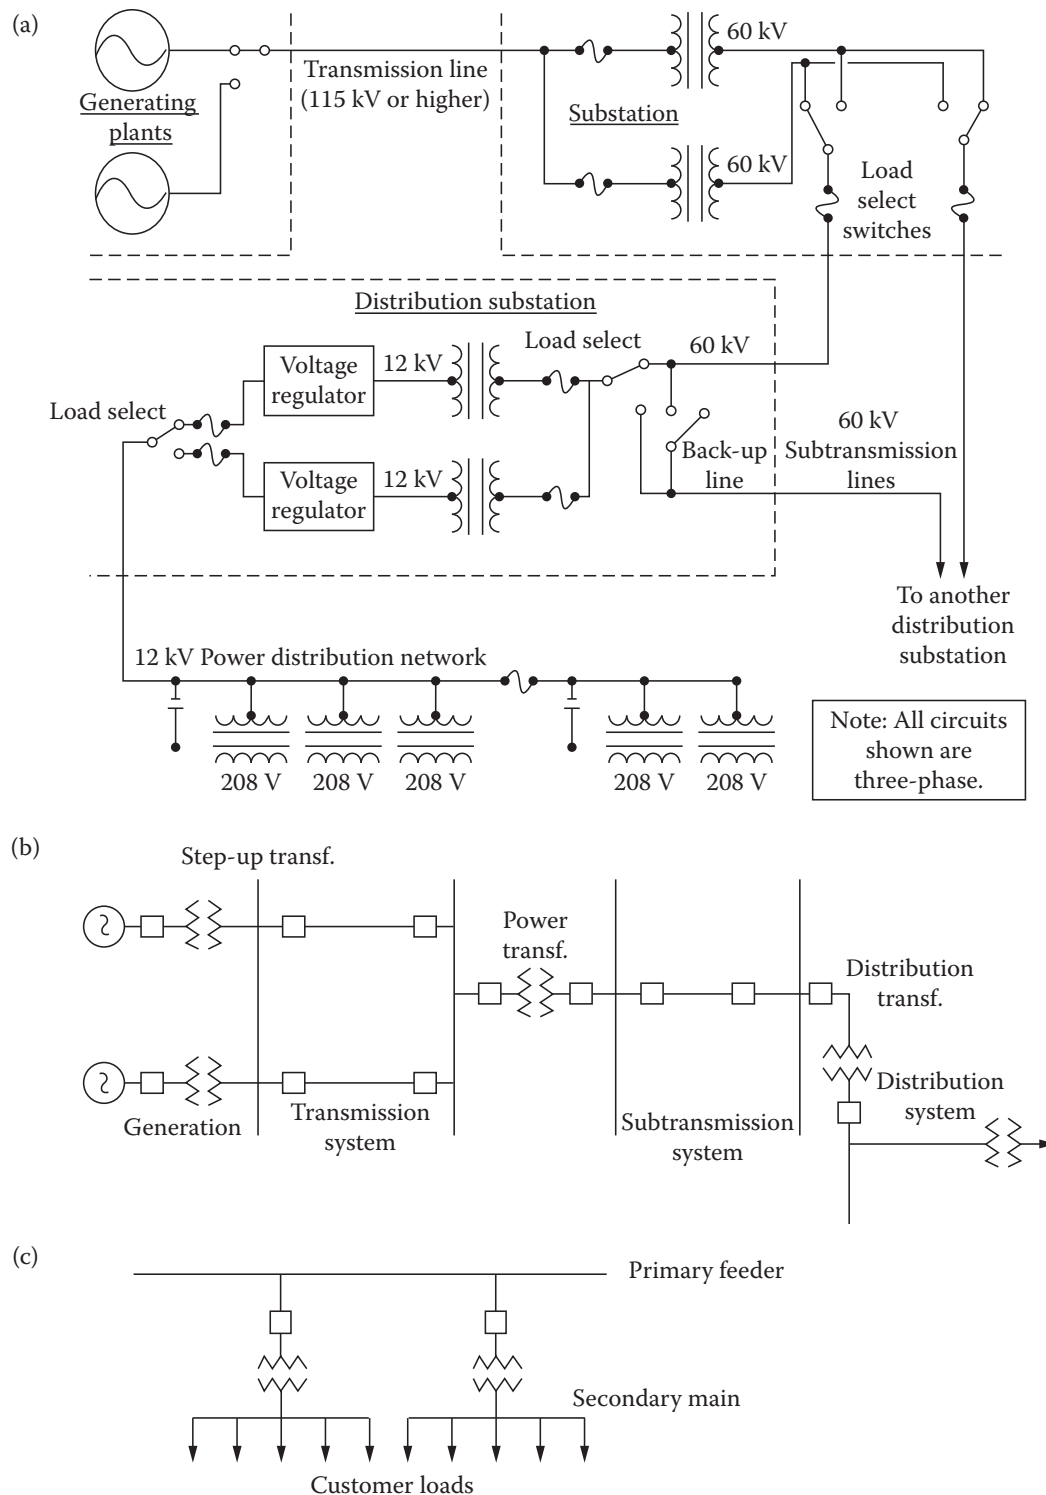 (a)
60 kV
Transmission line
(115 kV or higher)
Generating
plants
Substation
60 kV
Load
select
switches
Distribution substation
Load select
60 kV
Voltage
regulator
12 kV
Load select
60 kV
Subtransmission
lines
Back-up
line
Voltage
regulator
12 kV
To another
distribution
substation
12 kV Power distribution network
208 V
208 V
208 V
208 V
208 V
Note: All circuits
shown are
three-phase.
(b)
Step-up transf.
Power
transf.
Distribution
transf.
Distribution
system
Generation
Transmission
system
Subtransmission
system
(c)
Primary feeder
Secondary main
Customer loads